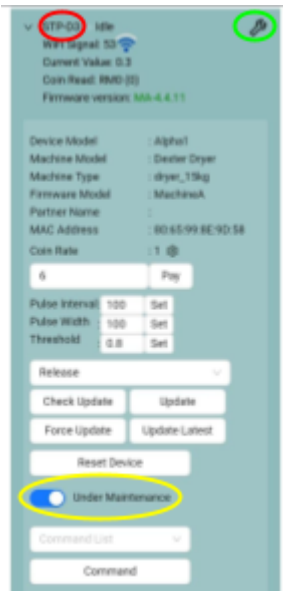 STP-D3 Idle
WiFi Signal: 53
Current Value: 0.3
Coin Read: RM0 (0)
Firmware version: MA-4.4.11
Device Model : Alpha1
Machine Model : Dexter Dryer
Machine Type : dryer_15kg
Firmware Model : MachineA
Partner Name :
MAC Address : 80:65:99:8E:9D:58
Coin Rate : 1
6 Pay
Pulse Interval: 100 Set
Pulse Width : 100 Set
Threshold : 0.8 Set
Release
Check Update Update
Force Update Update Latest
Reset Device
Under Maintenance
Command List
Command